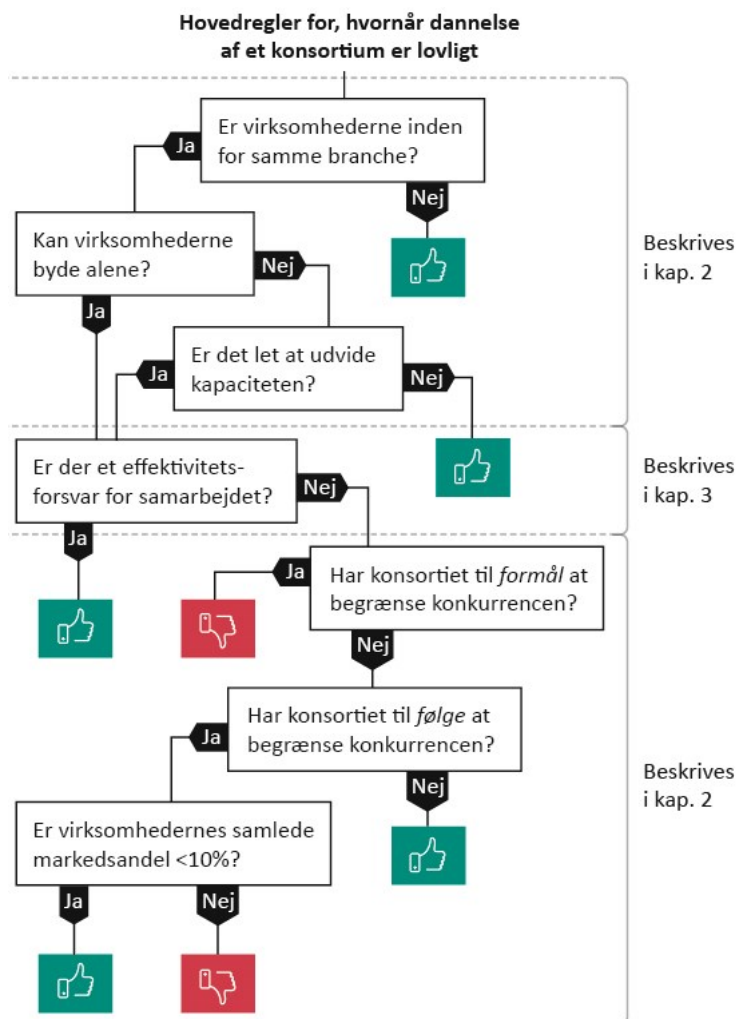 Hovedregler for, hvornår dannelse
af et konsortium er lovligt
Er virksomhederne inden
for samme branche?
Ja
Nej
Kan virksomhederne
byde alene?
Nej
Ja
Beskrives
i kap. 2
Er det let at udvide
kapaciteten?
Ja
Nej
Er der et effektivitets-
forsvar for samarbejdet?
Nej
Ja
Beskrives
i kap. 3
Har konsortiet til formål at
begrænse konkurrencen?
Ja
Nej
Har konsortiet til følge at
begrænse konkurrencen?
Ja
Nej
Beskrives
i kap. 2
Er virksomhedernes samlede
markedsandel <10%?
Ja
Nej